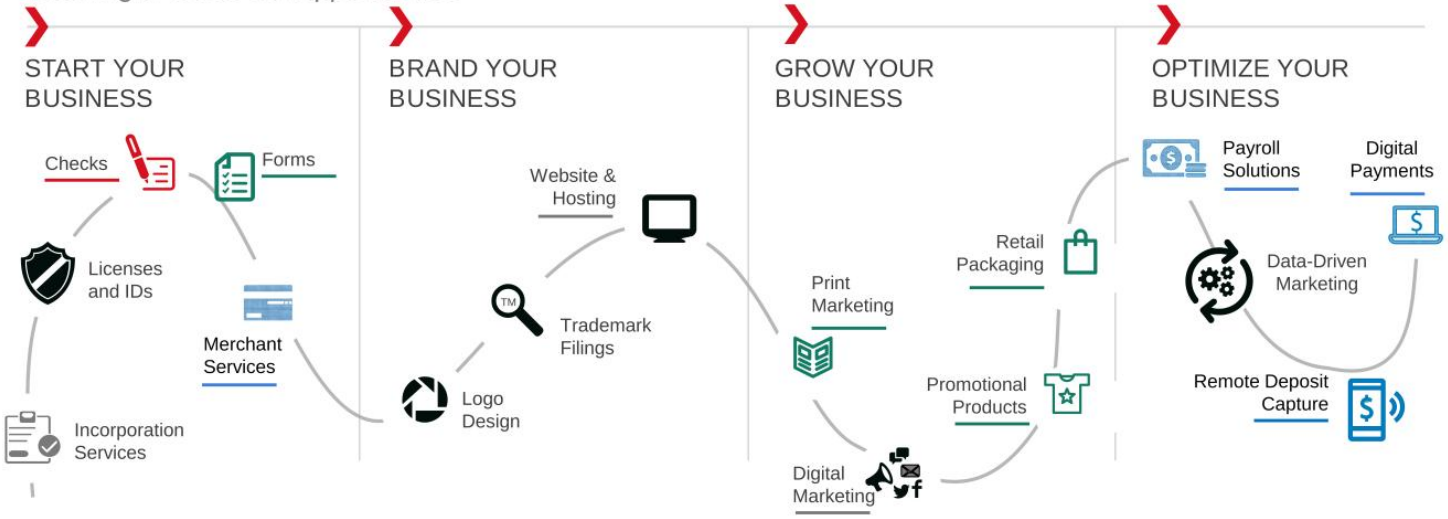 START YOUR
BUSINESS
Checks
Forms
Licenses
and IDs
Merchant
Services
Incorporation
Services
BRAND YOUR
BUSINESS
Website &
Hosting
TM
Trademark
Filings
Logo
Design
GROW YOUR
BUSINESS
Retail
Packaging
Print
Marketing
Promotional
Products
Digital
Marketing
OPTIMIZE YOUR
BUSINESS
Payroll
Solutions
$
Digital
Payments
$
Data-Driven
Marketing
Remote Deposit
Capture
$